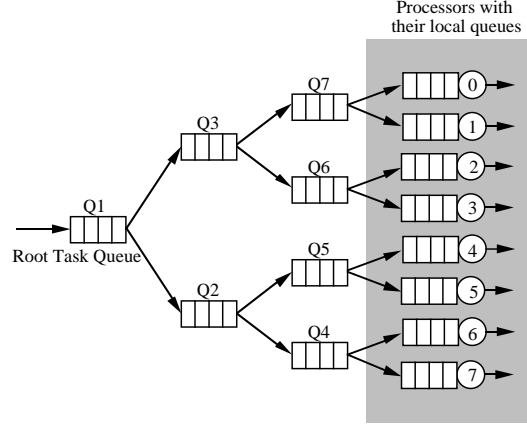 Processors with
their local queues
Q7
0
Q3
1
Q6
2
Q1
3
Root Task Queue
Q5
4
Q2
5
Q4
6
7